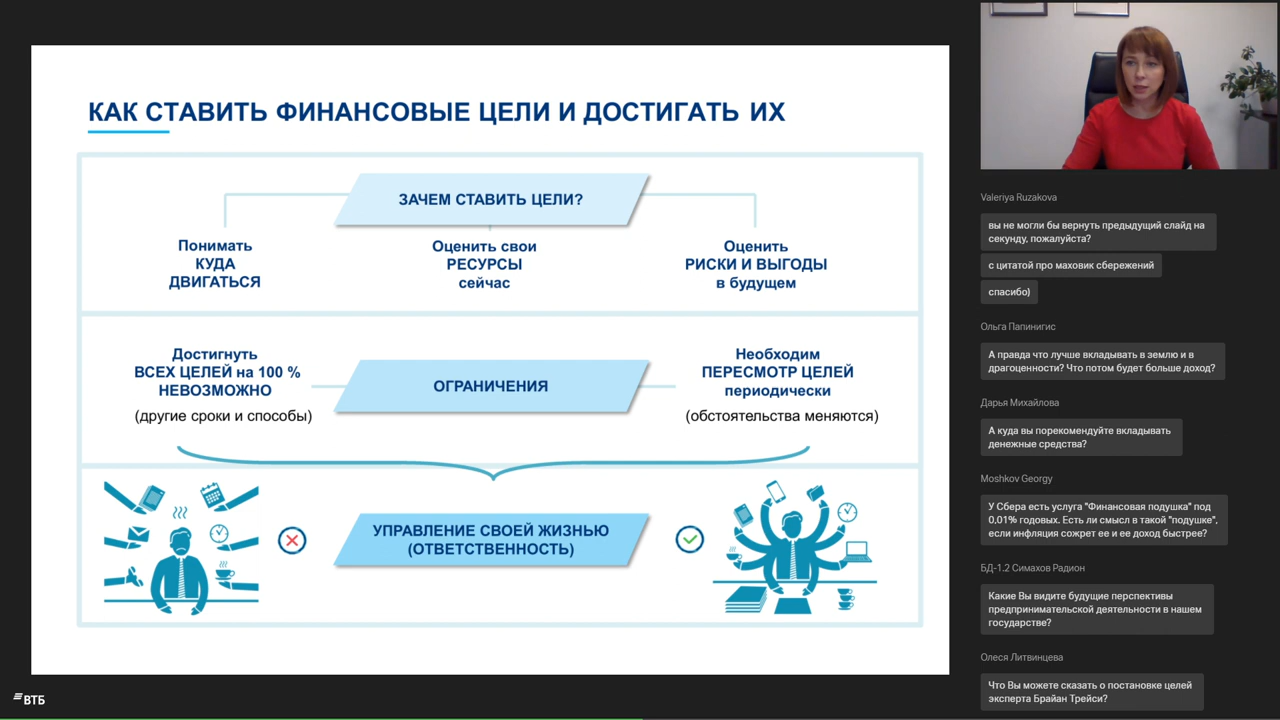 КАК СТАВИТЬ ФИНАНСОВЫЕ ЦЕЛИ И ДОСТИГАТЬ ИХ
ЗАЧЕМ СТАВИТЬ ЦЕЛИ?
Понимать
КУДА
ДВИГАТЬСЯ
Оценить свои
РЕСУРСЫ
сейчас
Оценить
РИСКИ И ВЫГОДЫ
в будущем
Достигнуть
ВСЕХ ЦЕЛЕЙ на 100 %
НЕВОЗМОЖНО
(другие сроки и способы)
ОГРАНИЧЕНИЯ
Необходим
ПЕРЕСМОТР ЦЕЛЕЙ
периодически
(обстоятельства меняются)
УПРАВЛЕНИЕ СВОЕЙ ЖИЗНЬЮ
(ОТВЕТСТВЕННОСТЬ)
ВТБ
Valeriya Ruzakova
вы не могли бы вернуть предыдущий слайд на
секунду, пожалуйста?
с цитатой про маховик сбережений
спасибо)
Ольга Папинигис
А правда что лучше вкладывать в землю и в
драгоценности? Что потом будет больше доход?
Дарья Михайлова
А куда вы порекомендуйте вкладывать
денежные средства?
Moshkov Georgy
У Сбера есть услуга "Финансовая подушка" под
0,01% годовых. Есть ли смысл в такой "подушке",
если инфляция сожрет ее и ее доход быстрее?
БД-1.2 Симахов Радион
Какие Вы видите будущие перспективы
предпринимательской деятельности в нашем
государстве?
Олеся Литвинцева
Что Вы можете сказать о постановке целей
эксперта Брайан Трейси?